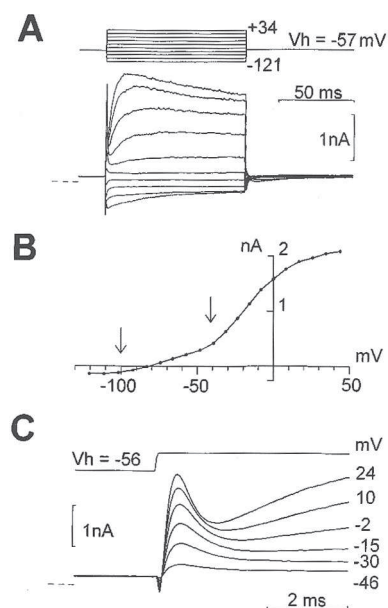 A
+34
Vh = -57 mV
-121
50 ms
1nA
B
nA
2
1
mV
-100
-50
50
0
C
mV
Vh = -56
24
10
-2
-15
-30
-46
1nA
2 ms